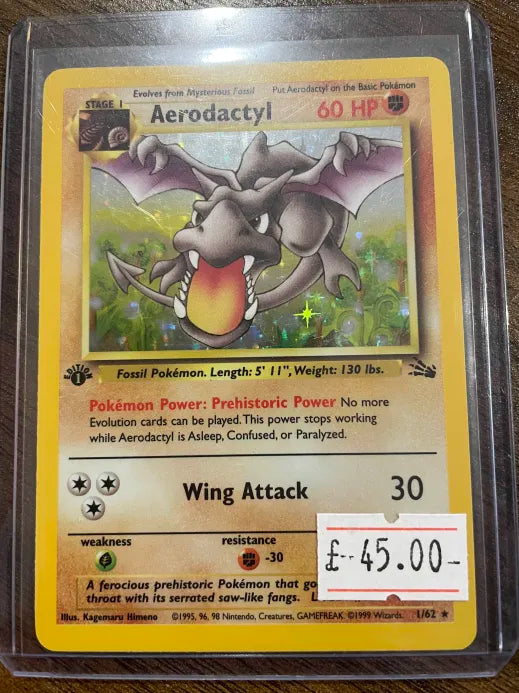 Evolves from Mysterious Fossil
Put Aerodactyl on the Basic Pokémon
STAGE 1
Aerodactyl
60 HP
EDITION
1
Fossil Pokémon. Length: 5' 11", Weight: 130 lbs.
Pokémon Power: Prehistoric Power No more
Evolution cards can be played. This power stops working
while Aerodactyl is Asleep, Confused, or Paralyzed.
Wing Attack
30
weakness
resistance
-30
£--45.00-
A ferocious prehistoric Pokémon that go
throat with its serrated saw-like fangs.
Illus. Kagemaru Himeno
©1995, 96, 98 Nintendo, Creatures, GAMEFREAK. ©1999 Wizards.
1/62 ★